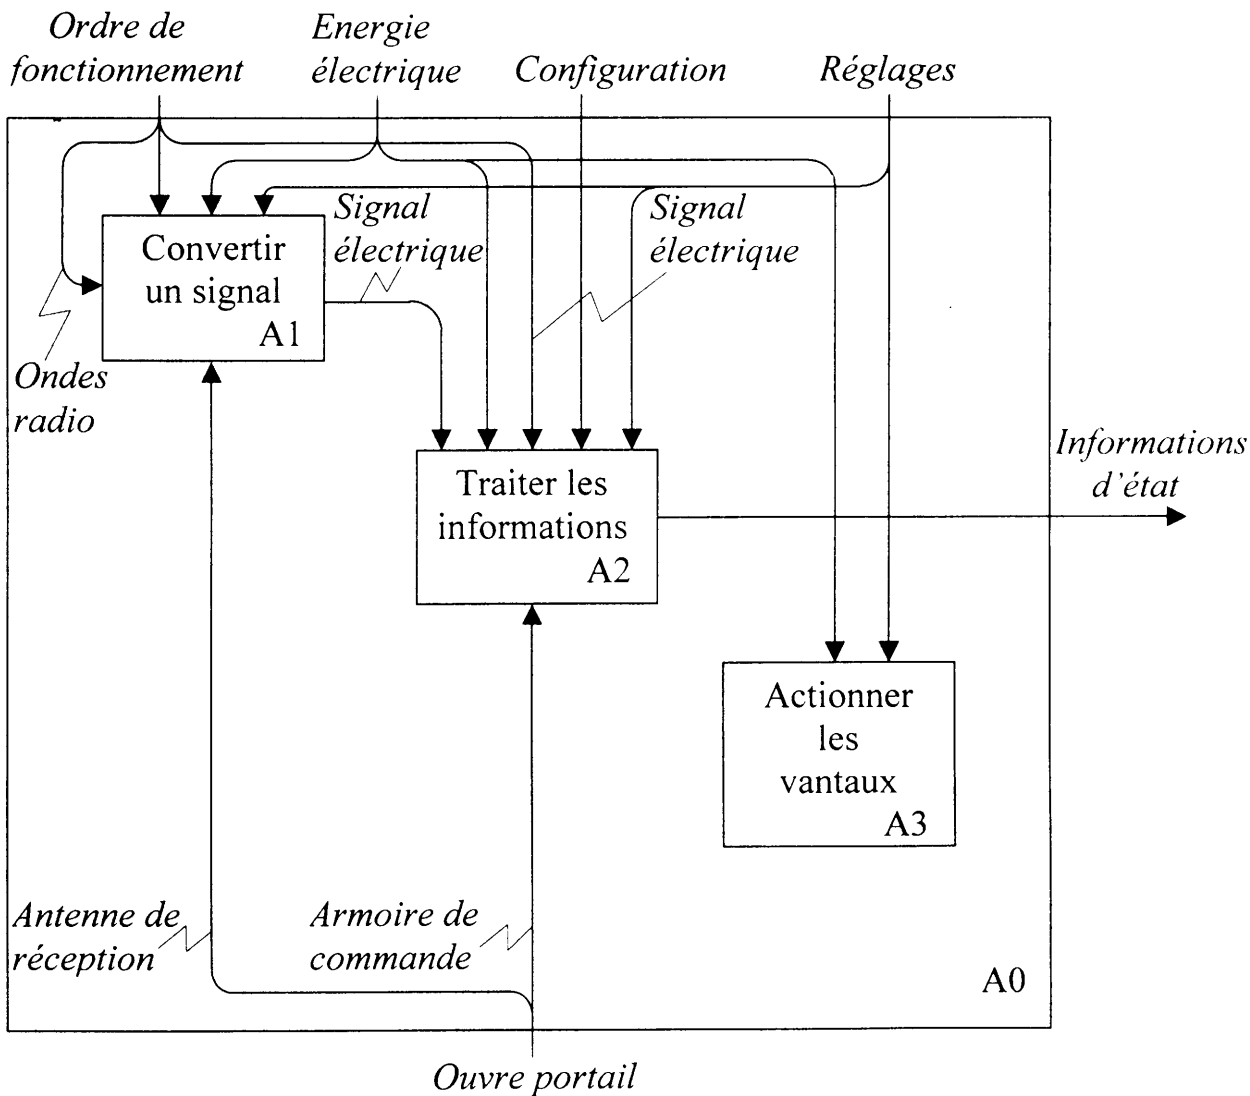 Ordre de
fonctionnement
Energie
électrique
Configuration
Réglages
Signal
électrique
Signal
électrique
Convertir
un signal
A1
Ondes
radio
Traiter les
informations
A2
Informations
d'état
Actionner
les
vantaux
A3
Antenne de
réception
Armoire de
commande
A0
Ouvre portail